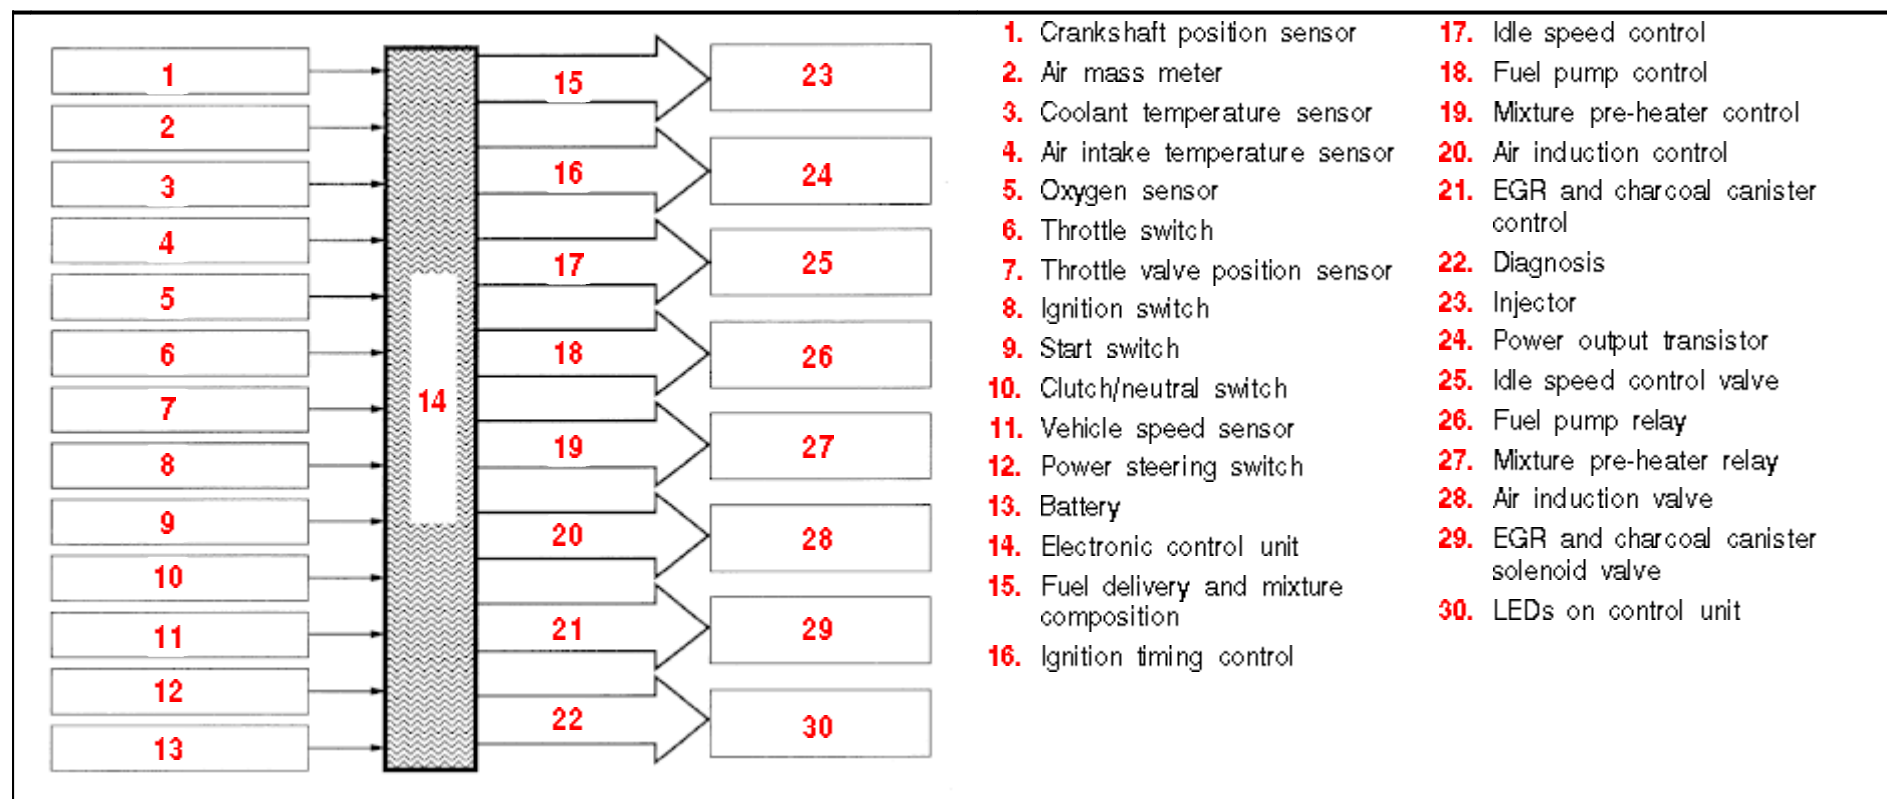 1
2
3
4
5
6
7
8
9
10
11
12
13
14
15
16
17
18
19
20
21
22
23
24
25
26
27
28
29
30
1. Crankshaft position sensor
2. Air mass meter
3. Coolant temperature sensor
4. Air intake temperature sensor
5. Oxygen sensor
6. Throttle switch
7. Throttle valve position sensor
8. Ignition switch
9. Start switch
10. Clutch/neutral switch
11. Vehicle speed sensor
12. Power steering switch
13. Battery
14. Electronic control unit
15. Fuel delivery and mixture
composition
16. Ignition timing control
17. Idle speed control
18. Fuel pump control
19. Mixture pre-heater control
20. Air induction control
21. EGR and charcoal canister
control
22. Diagnosis
23. Injector
24. Power output transistor
25. Idle speed control valve
26. Fuel pump relay
27. Mixture pre-heater relay
28. Air induction valve
29. EGR and charcoal canister
solenoid valve
30. LEDs on control unit